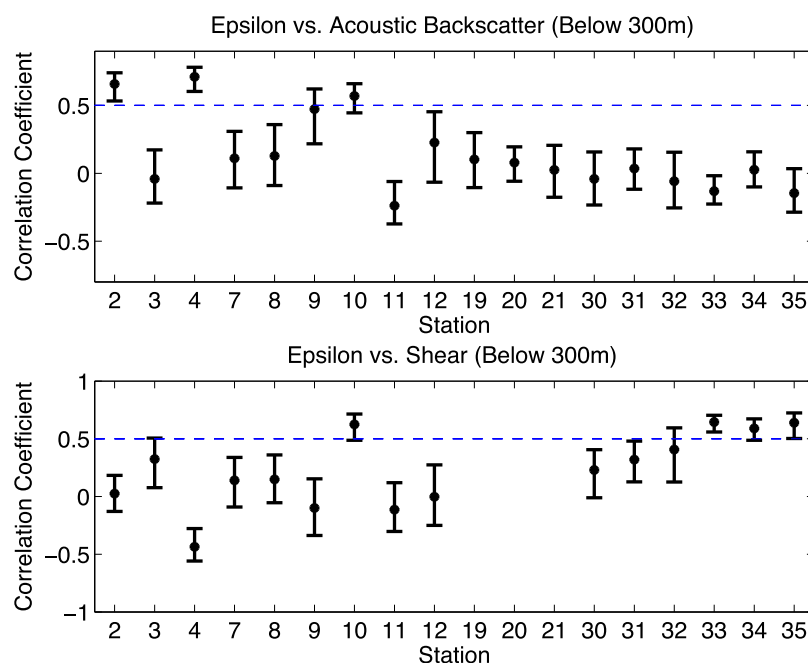 Epsilon vs. Acoustic Backscatter (Below 300m)
Correlation Coefficient
0.5
0
−0.5
2 3 4 7 8 9 10 11 12 19 20 21 30 31 32 33 34 35
Station
Epsilon vs. Shear (Below 300m)
Correlation Coefficient
1
0.5
0
−0.5
−1
2 3 4 7 8 9 10 11 12 19 20 21 30 31 32 33 34 35
Station